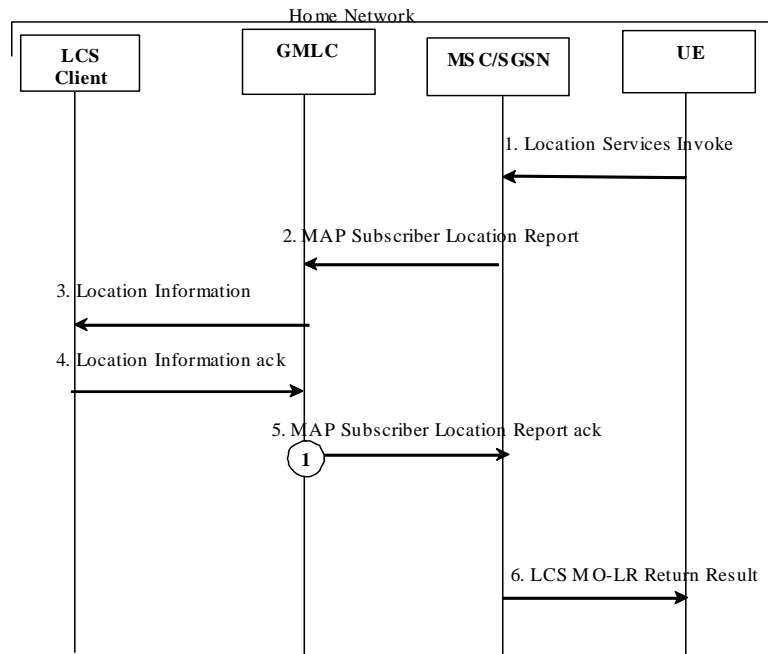 Home Network
LCS
Client
GMLC
MSC/SGSN
UE
1. Location Services Invoke
2. MAP Subscriber Location Report
3. Location Information
4. Location Information ack
5. MAP Subscriber Location Report ack
1
6. LCS MO-LR Return Result